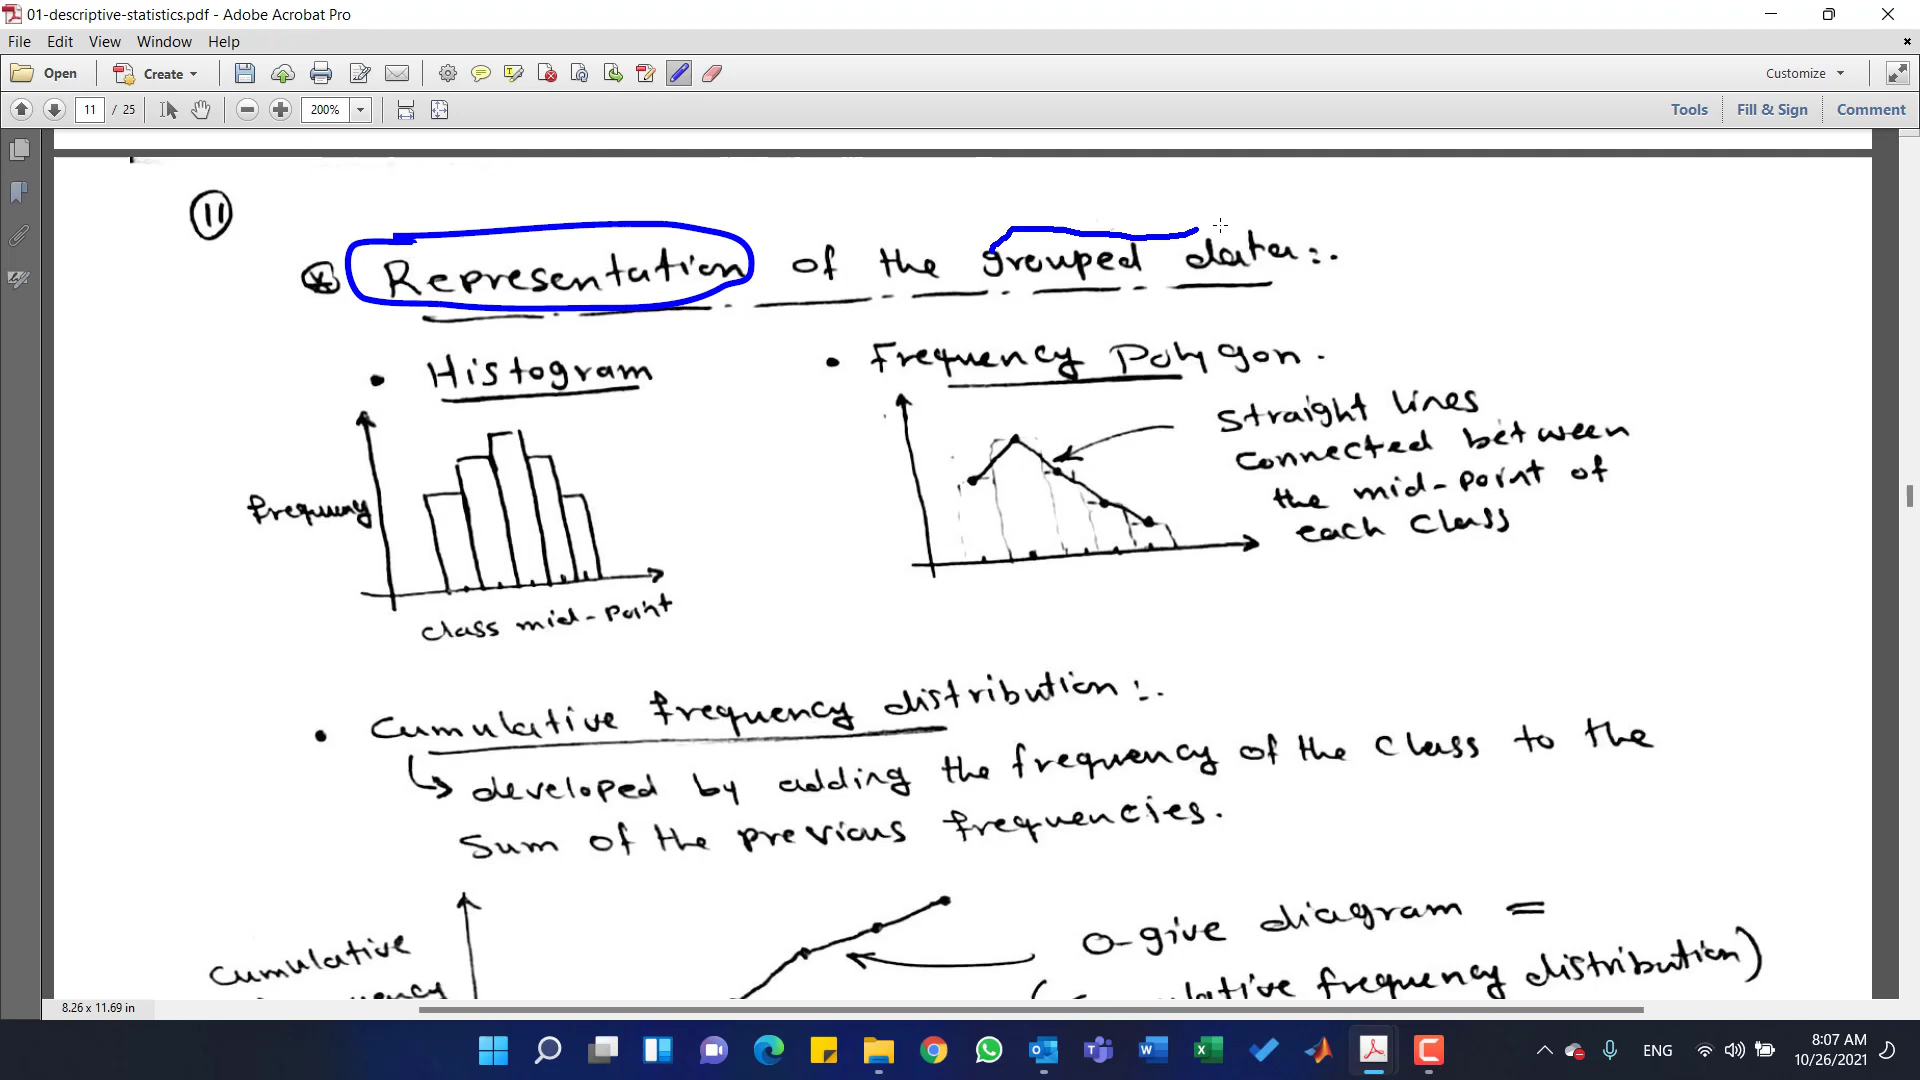 01-descriptive-statistics.pdf - Adobe Acrobat Pro
File Edit View Window Help
Open Create Customize
11 / 25 200% Tools Fill & Sign Comment
11
Representation of the grouped data:.
• Histogram
• Frequency Polygon.
Straight lines
connected between
the mid-point of
each class
frequency
class mid-point
• Cumulative frequency distribution:.
developed by adding the frequency of the class to the
sum of the previous frequencies.
O-give diagram =
Cumulative
lative frequency distribution)
8.26 x 11.69 in
ENG
8:07 AM
10/26/2021